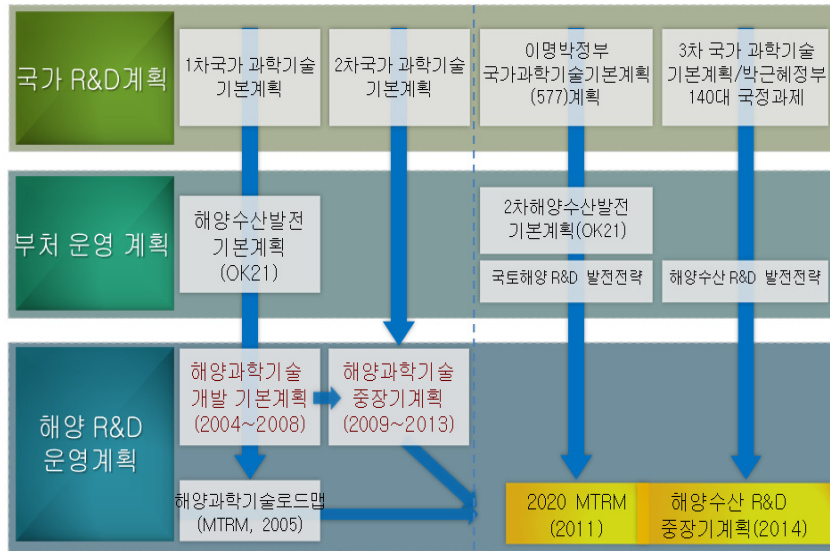 국가 R&D계획
1차국가 과학기술
기본계획
2차국가 과학기술
기본계획
이명박정부
국가과학기술기본계획
(577)계획
3차 국가 과학기술
기본계획/박근혜정부
140대 국정과제
부처 운영 계획
해양수산발전
기본계획
(OK21)
2차해양수산발전
기본계획(OK21)
국토해양 R&D 발전전략
해양수산 R&D 발전전략
해양 R&D
운영계획
해양과학기술
개발 기본계획
(2004~2008)
해양과학기술
중장기계획
(2009~2013)
해양과학기술로드맵
(MTRM, 2005)
2020 MTRM
(2011)
해양수산 R&D
중장기계획(2014)